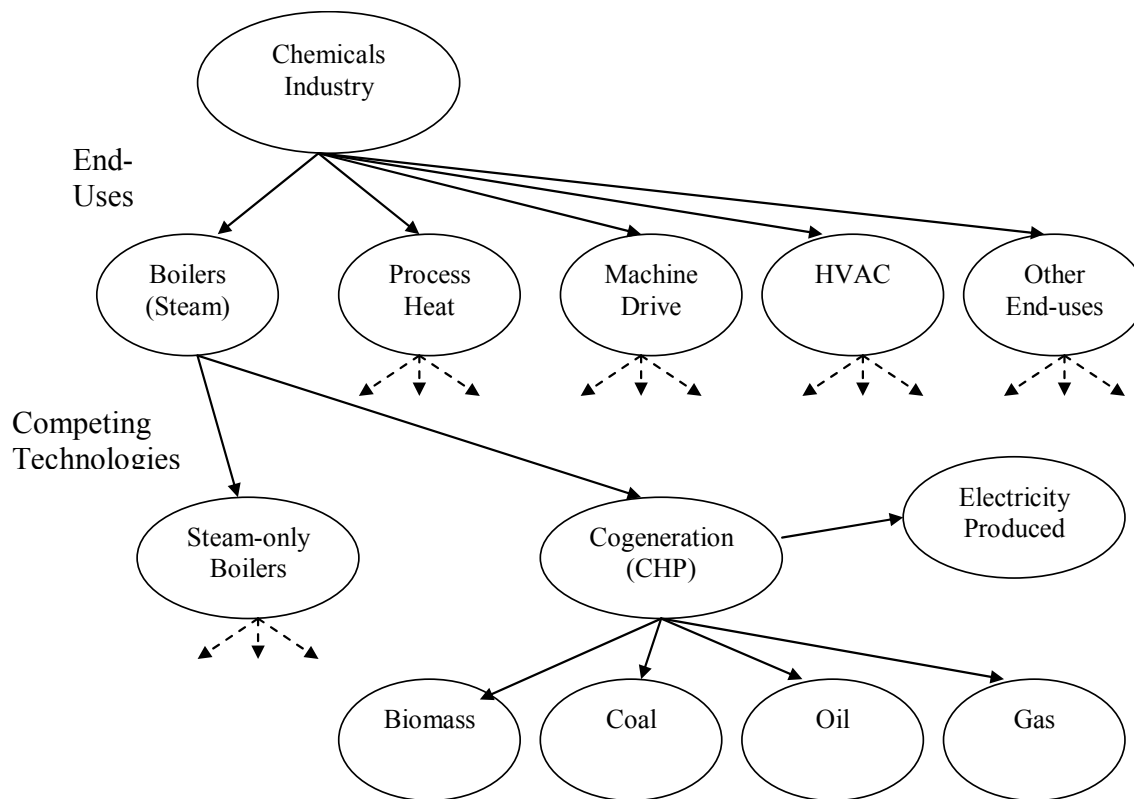 Chemicals
Industry
End-
Uses
Boilers
(Steam)
Process
Heat
Machine
Drive
HVAC
Other
End-uses
Competing
Technologies
Steam-only
Boilers
Cogeneration
(CHP)
Electricity
Produced
Biomass
Coal
Oil
Gas